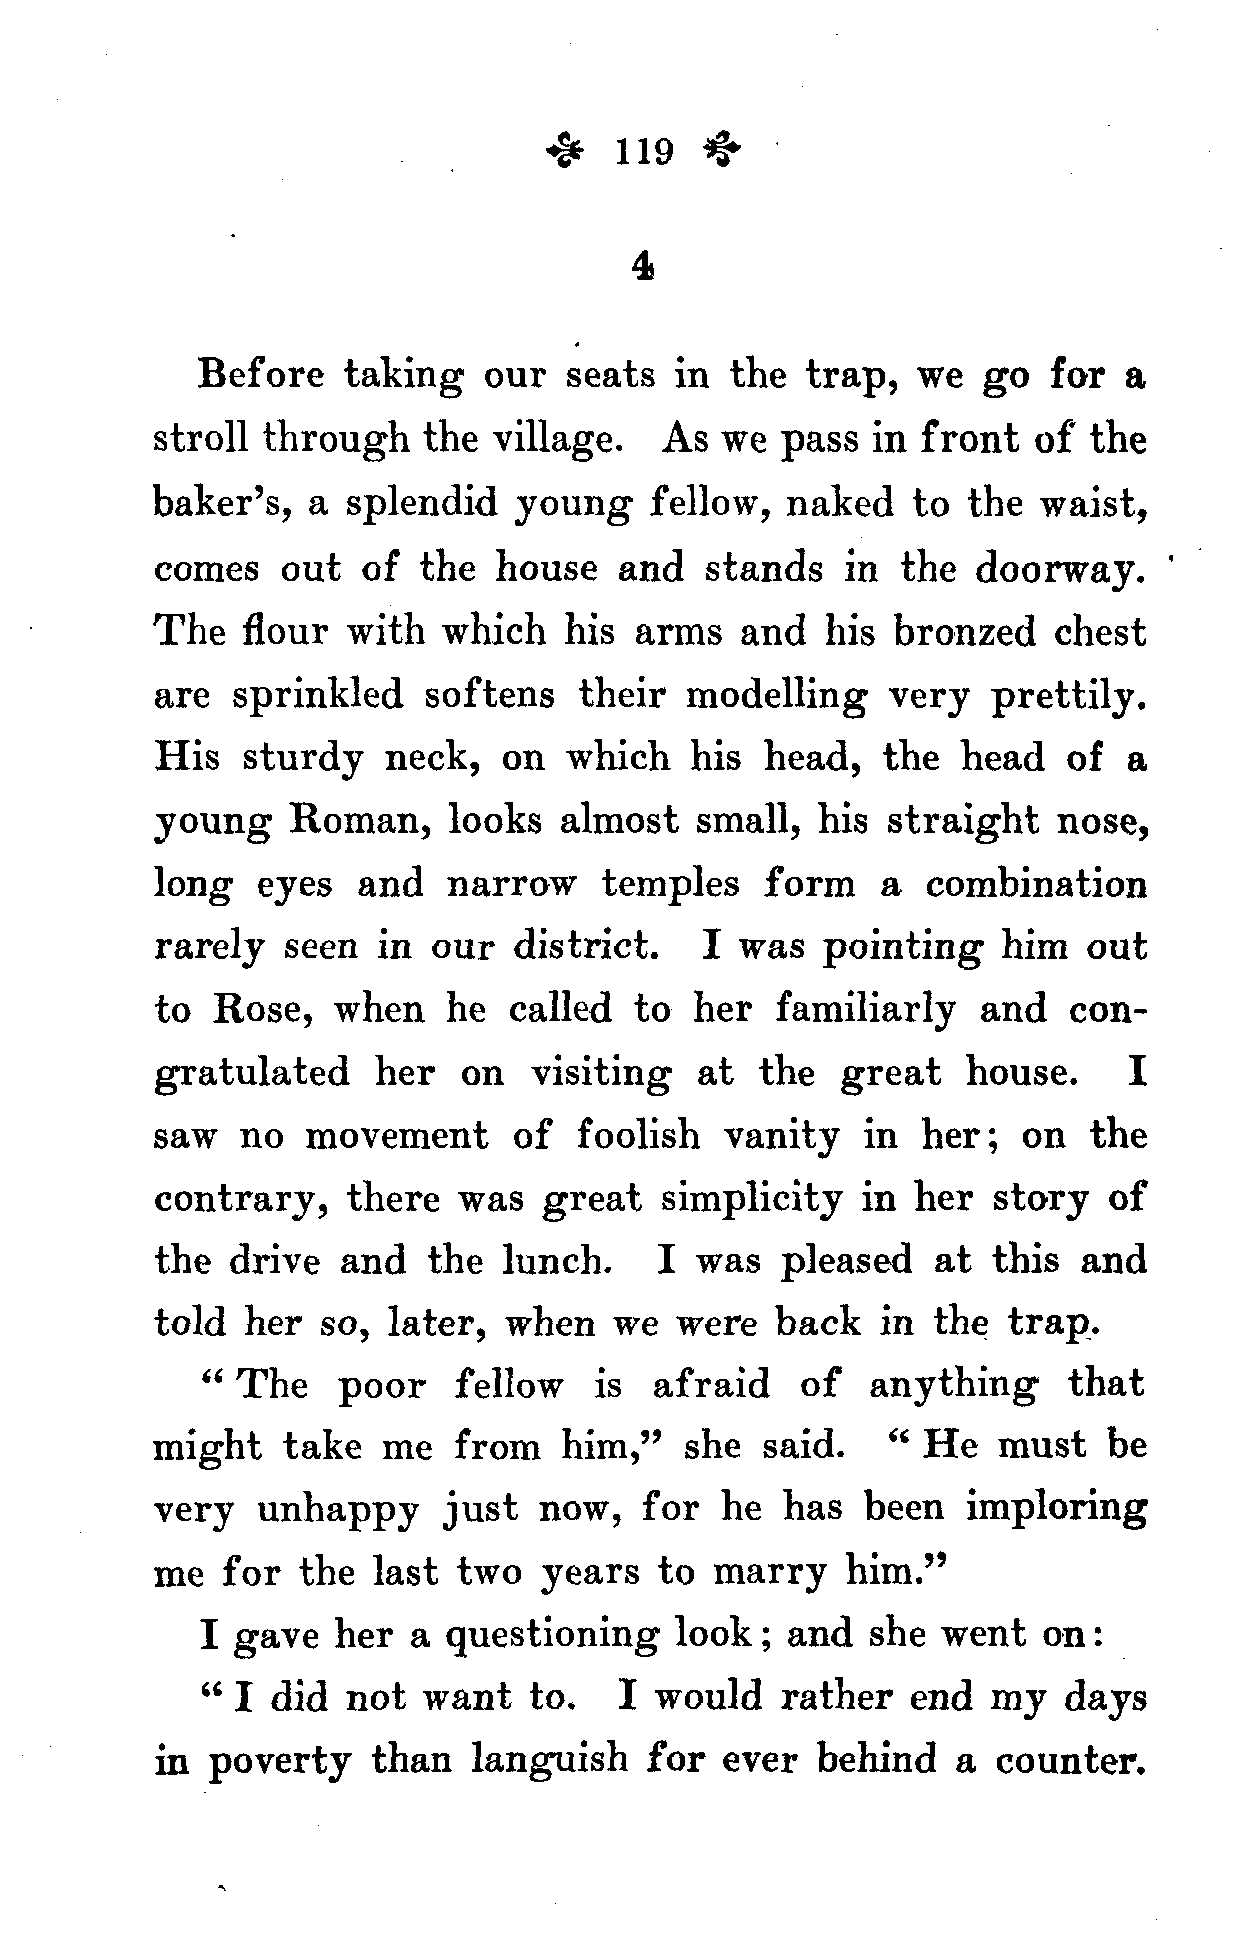 119
4
Before taking our seats in the trap, we go for a
stroll through the village. As we pass in front of the
baker's, a splendid young fellow, naked to the waist,
comes out of the house and stands in the doorway.
The flour with which his arms and his bronzed chest
are sprinkled softens their modelling very prettily.
His sturdy neck, on which his head, the head of a
young Roman, looks almost small, his straight nose,
long eyes and narrow temples form a combination
rarely seen in our district. I was pointing him out
to Rose, when he called to her familiarly and con-
gratulated her on visiting at the great house. I
saw no movement of foolish vanity in her; on the
contrary, there was great simplicity in her story of
the drive and the lunch. I was pleased at this and
told her so, later, when we were back in the trap.
“ The poor fellow is afraid of anything that
might take me from him,” she said. “ He must be
very unhappy just now, for he has been imploring
me for the last two years to marry him.”
I gave her a questioning look; and she went on:
“ I did not want to. I would rather end my days
in poverty than languish for ever behind a counter.